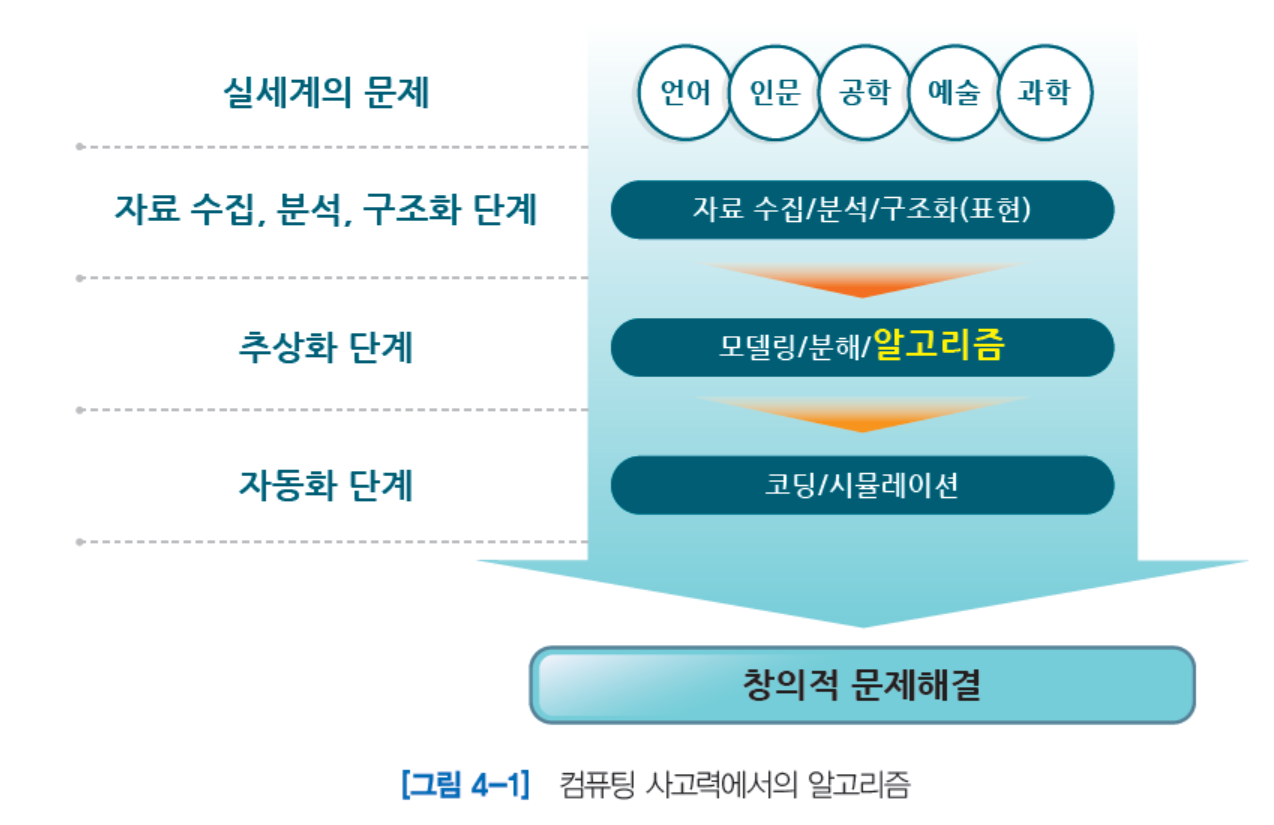 실세계의 문제
언어 인문 공학 예술 과학
자료 수집, 분석, 구조화 단계
자료 수집/분석/구조화(표현)
추상화 단계
모델링/분해/알고리즘
자동화 단계
코딩/시뮬레이션
창의적 문제해결
[그림 4-1] 컴퓨팅 사고력에서의 알고리즘